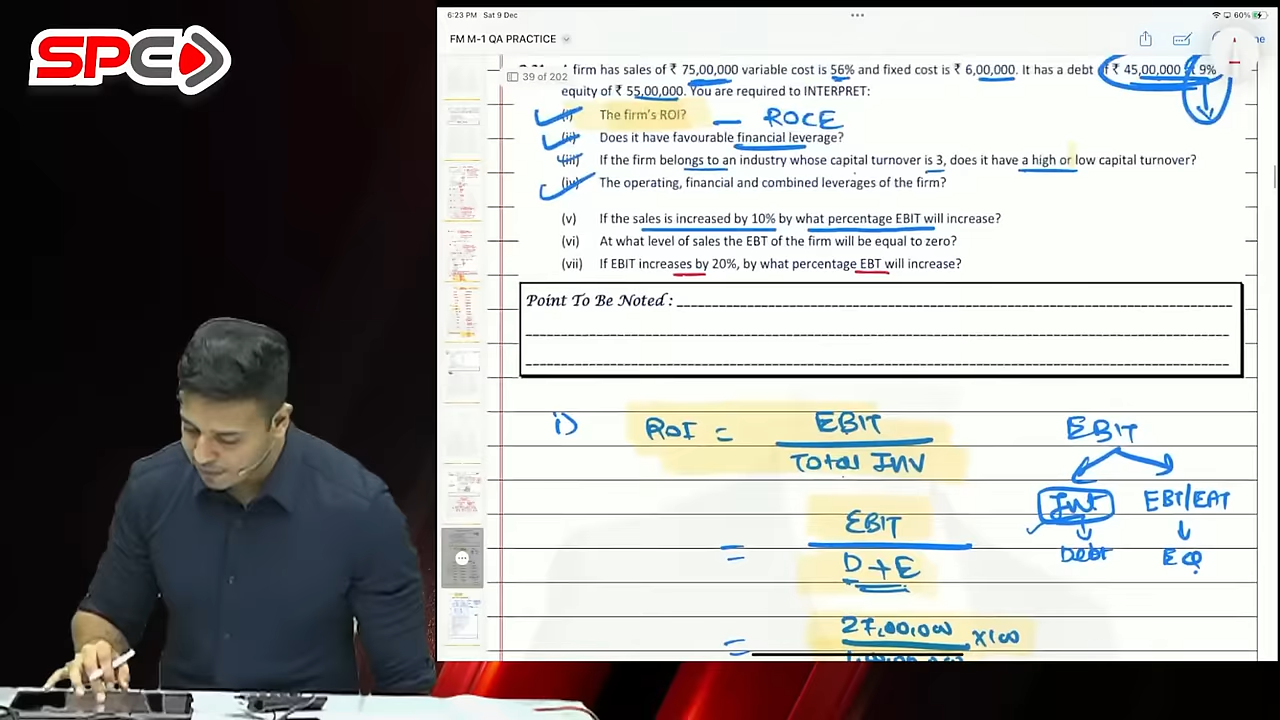 SPC
6:23 PM Sat 9 Dec
60%
FM M-1 QA PRACTICE
39 of 202
firm has sales of ₹ 75,00,000 variable cost is 56% and fixed cost is ₹ 6,00,000. It has a debt of ₹ 45,00,000 9%
equity of ₹ 55,00,000. You are required to INTERPRET:
(i) The firm's ROI? — ROCE
(ii) Does it have favourable financial leverage?
(iii) If the firm belongs to an industry whose capital turnover is 3, does it have a high or low capital turnover?
(iv) The operating, financial and combined leverages of the firm?
(v) If the sales is increased by 10% by what percentage EBIT will increase?
(vi) At what level of sales the EBT of the firm will be equal to zero?
(vii) If EBIT increases by 20%, by what percentage EBT will increase?
Point To Be Noted :
i) ROI = EBIT
Total INV
EBIT
INT EBT/EAT
= EBIT
D + E
Debt EQ
= 27,00,000 x100